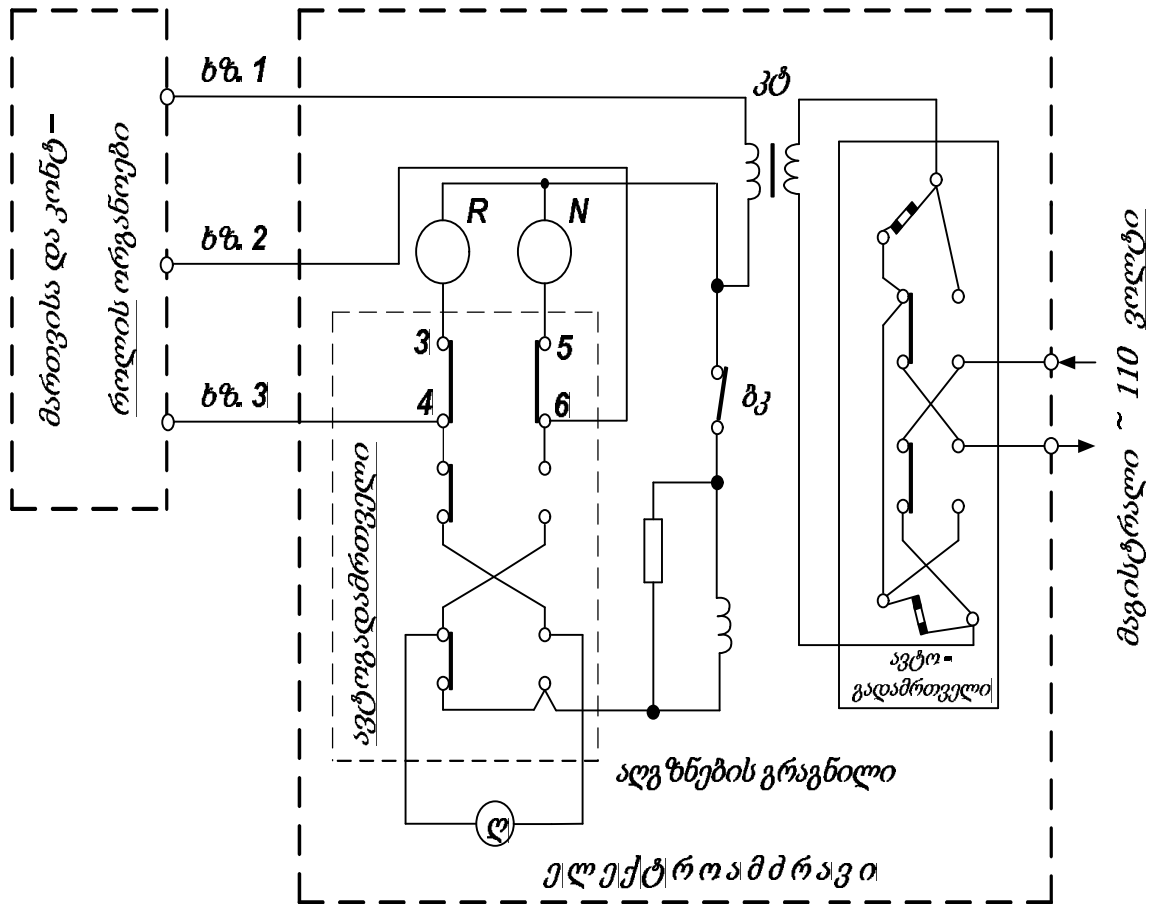 მართვისა და კონტ-
როლის ორგანოები
ხზ. 1
ხზ. 2
ხზ. 3
R
N
კტ
3
5
4
6
ბკ
ავტოგადამრთველი
ავტო-
გადამრთველი
მაგისტრალი ~ 110 ვოლტი
აღგზნების გრაგნილი
ღ
ელექტროამძრავი